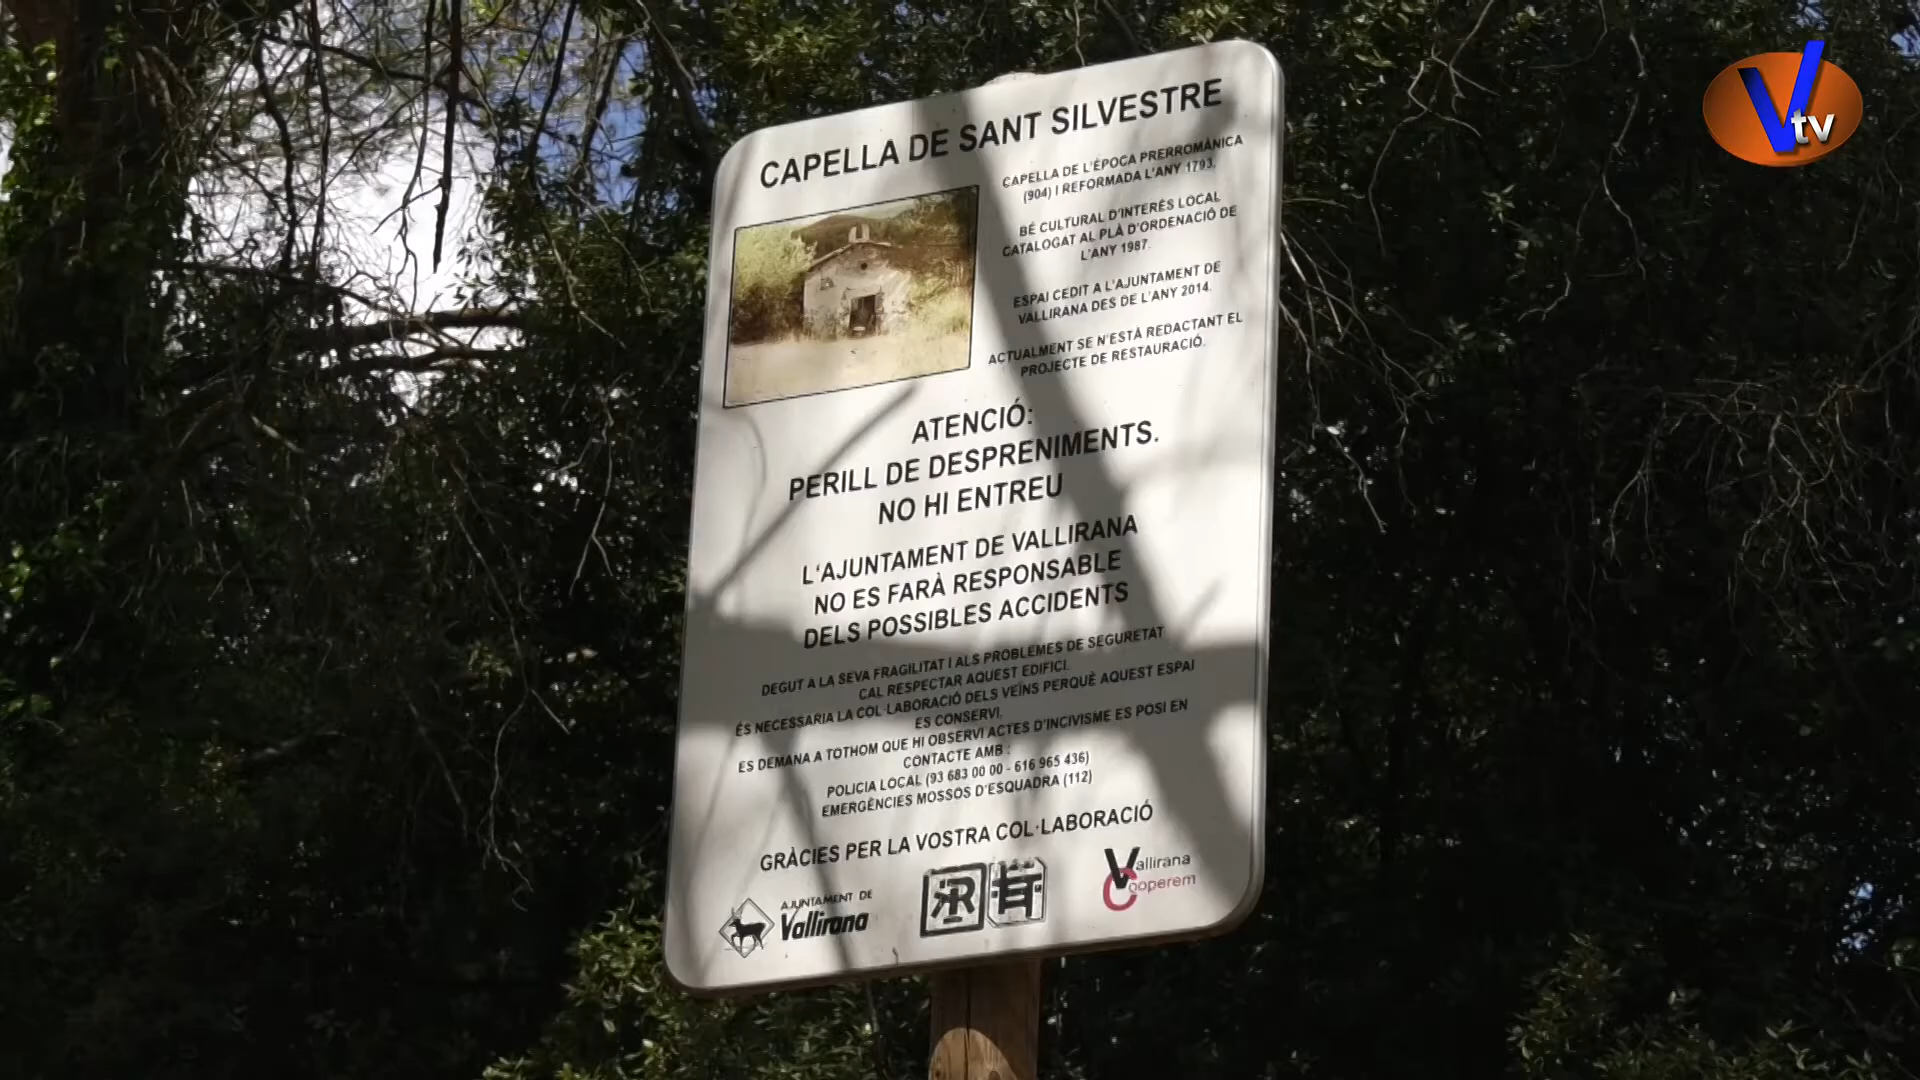 CAPELLA DE SANT SILVESTRE
CAPELLA DE L'ÈPOCA PRERROMÀNICA
(904) I REFORMADA L'ANY 1793.
BÉ CULTURAL D'INTERÈS LOCAL
CATALOGAT AL PLÀ D'ORDENACIÓ DE
L'ANY 1987.
ESPAI CEDIT A L'AJUNTAMENT DE
VALLIRANA DES DE L'ANY 2014.
ACTUALMENT SE N'ESTÀ REDACTANT EL
PROJECTE DE RESTAURACIÓ.
ATENCIÓ:
PERILL DE DESPRENIMENTS.
NO HI ENTREU
L'AJUNTAMENT DE VALLIRANA
NO ES FARÀ RESPONSABLE
DELS POSSIBLES ACCIDENTS
DEGUT A LA SEVA FRAGILITAT I ALS PROBLEMES DE SEGURETAT
CAL RESPECTAR AQUEST EDIFICI.
ÉS NECESSARIA LA COL·LABORACIÓ DELS VEÏNS PERQUÈ AQUEST ESPAI
ES CONSERVI,
ES DEMANA A TOTHOM QUE HI OBSERVI ACTES D'INCIVISME ES POSI EN
CONTACTE AMB :
POLICIA LOCAL (93 683 00 00 - 616 965 436)
EMERGÈNCIES MOSSOS D'ESQUADRA (112)
GRÀCIES PER LA VOSTRA COL·LABORACIÓ
AJUNTAMENT DE
Vallirana
Vallirana
Cooperem
Vtv